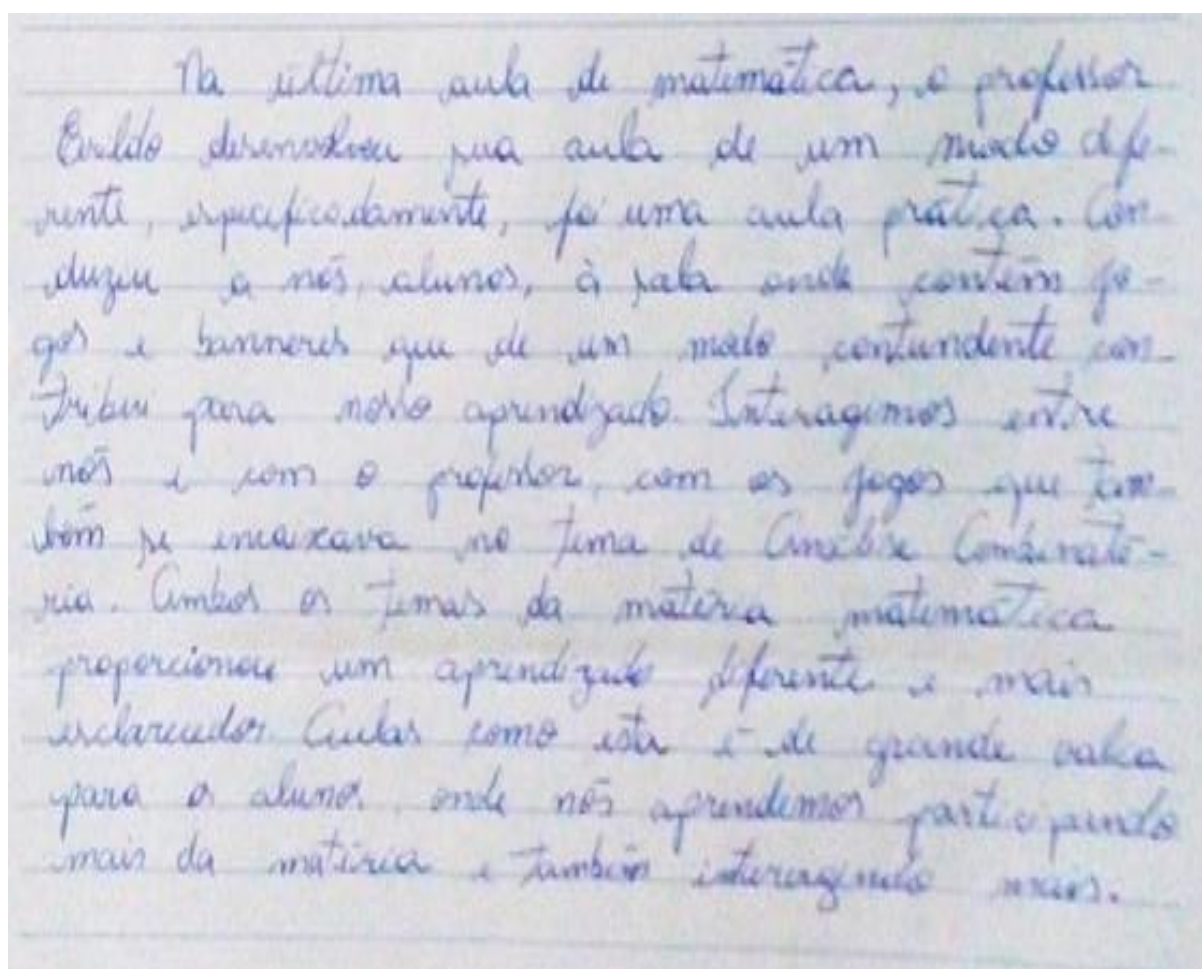 Na última aula de matemática, o professor
Evildo desenvolveu sua aula de um modo dife-
rente, especificadamente, foi uma aula prática. Con-
duziu a nós, alunos, à sala onde contém jo-
gos e banneres que de um modo contundente con-
tribui para novo aprendizado. Interagimos entre
nós e com o professor, com os jogos que tam-
bém se encaixava no tema de Análise Combinató-
ria. Ambos os temas da matéria matemática
proporcionou um aprendizado diferente e mais
esclarecedor. Aulas como esta é de grande valia
para os alunos, onde nós aprendemos participando
mais da matéria e também interagindo mais.